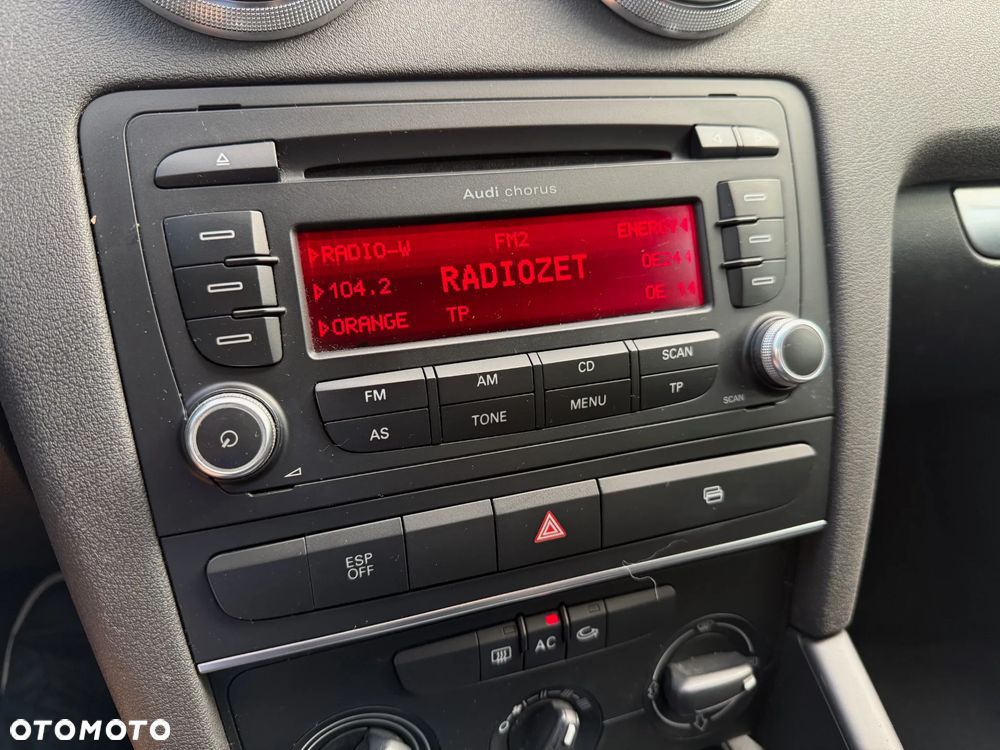 Audi chorus
RADIO-W FM2 ENERGY
104.2 RADIOZET
ORANGE TP
FM AM CD SCAN
AS TONE MENU TP
SCAN
ESP
OFF
AC
OTOMOTO